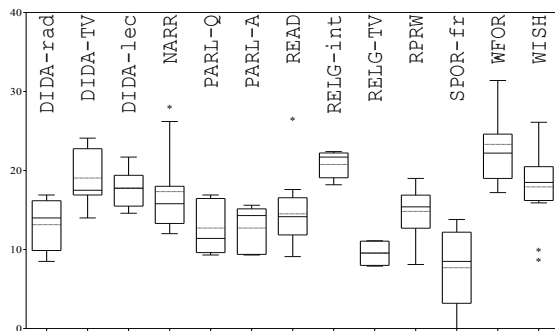 40
30
20
10
0
DIDA-rad
DIDA-TV
DIDA-lec
NARR
PARL-Q
PARL-A
READ
RELG-int
RELG-TV
RPRW
SPOR-fr
WFOR
WISH